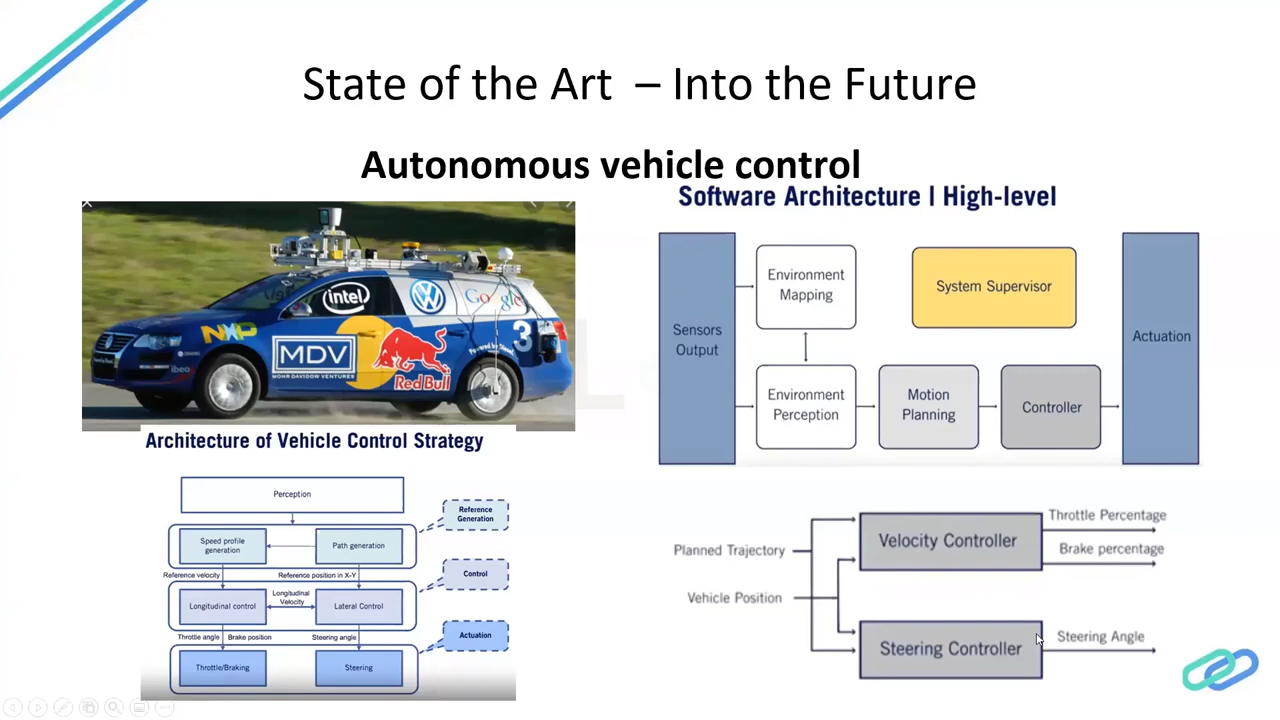 State of the Art – Into the Future
Autonomous vehicle control
intel
Google
NXP
3
MDV
MOHR DAVIDOW VENTURES
Red Bull
ibeo
Architecture of Vehicle Control Strategy
Perception
Reference
Generation
Speed profile
generation
Path generation
Reference velocity
Reference position in X-Y
Control
Longitudinal control
Longitudinal
Velocity
Lateral Control
Throttle angle
Brake position
Steering angle
Actuation
Throttle/Braking
Steering
Software Architecture | High-level
Sensors
Output
Environment
Mapping
System Supervisor
Actuation
Environment
Perception
Motion
Planning
Controller
Planned Trajectory
Vehicle Position
Velocity Controller
Throttle Percentage
Brake percentage
Steering Controller
Steering Angle